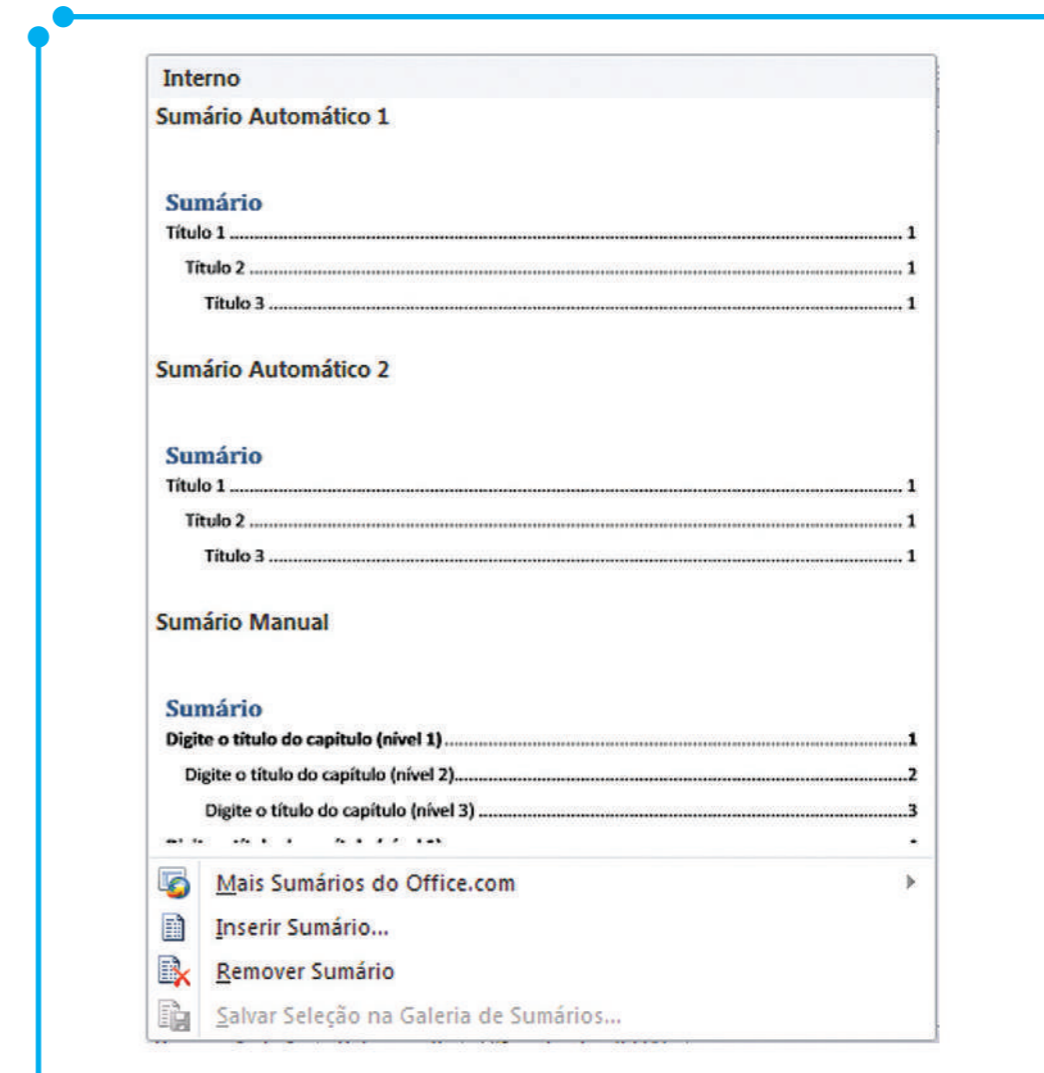 Interno
Sumário Automático 1
Sumário
Título 1 ........ 1
Título 2 ........ 1
Título 3 ........ 1
Sumário Automático 2
Sumário
Título 1 ........ 1
Título 2 ........ 1
Título 3 ........ 1
Sumário Manual
Sumário
Digite o título do capítulo (nível 1) ........ 1
Digite o título do capítulo (nível 2) ........ 2
Digite o título do capítulo (nível 3) ........ 3
Mais Sumários do Office.com
Inserir Sumário...
Remover Sumário
Salvar Seleção na Galeria de Sumários...